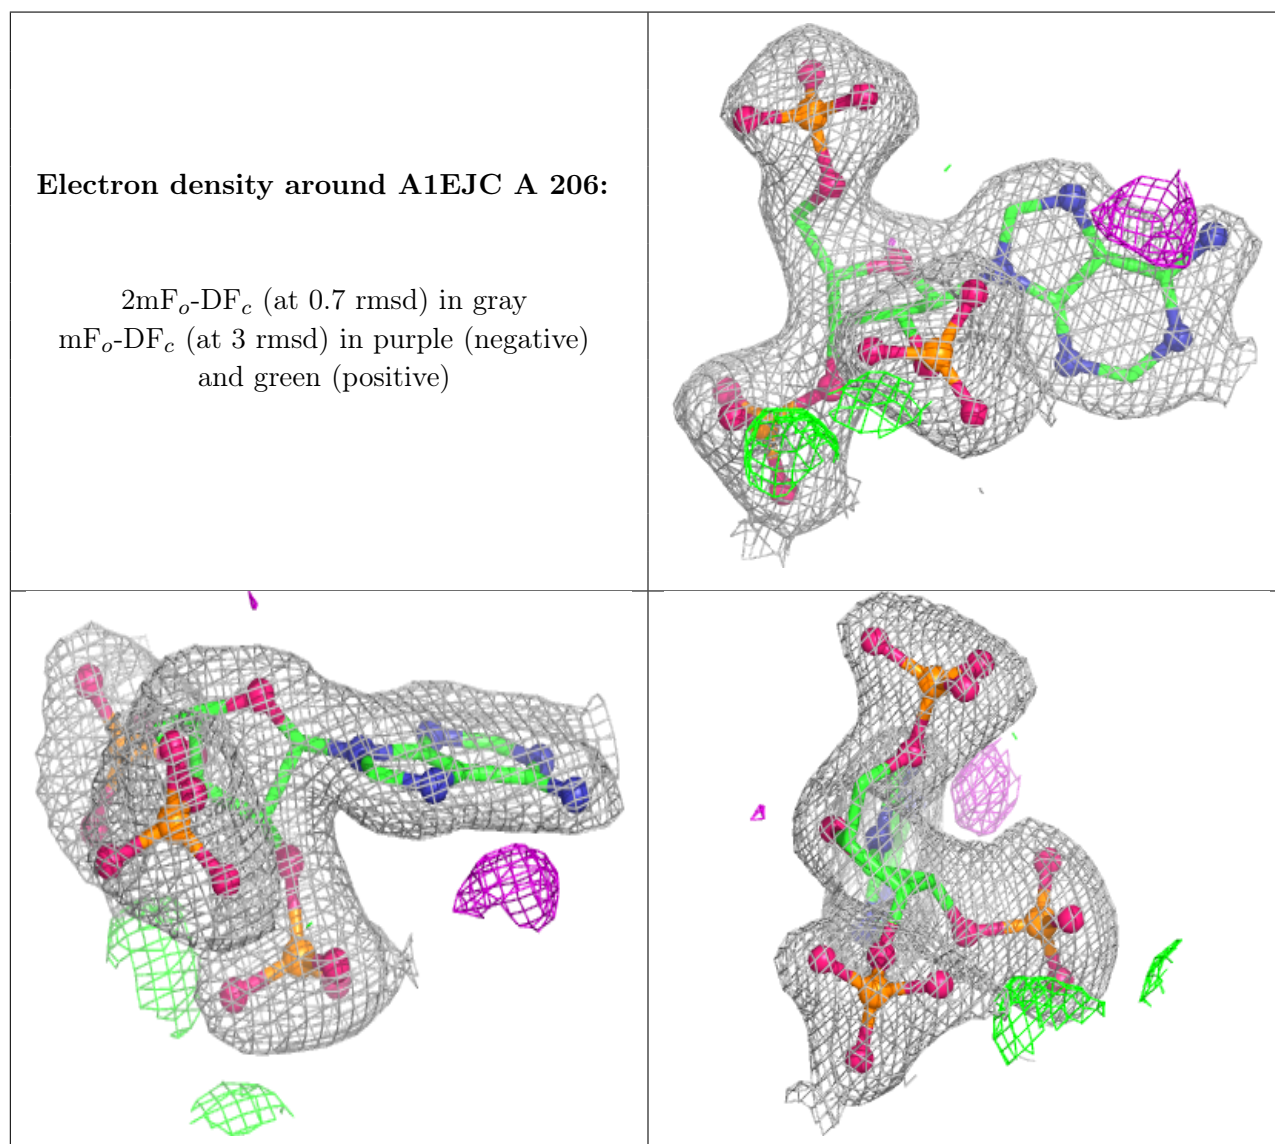 Electron density around A1EJC A 206:
2mFo-DFc (at 0.7 rmsd) in gray
mFo-DFc (at 3 rmsd) in purple (negative)
and green (positive)